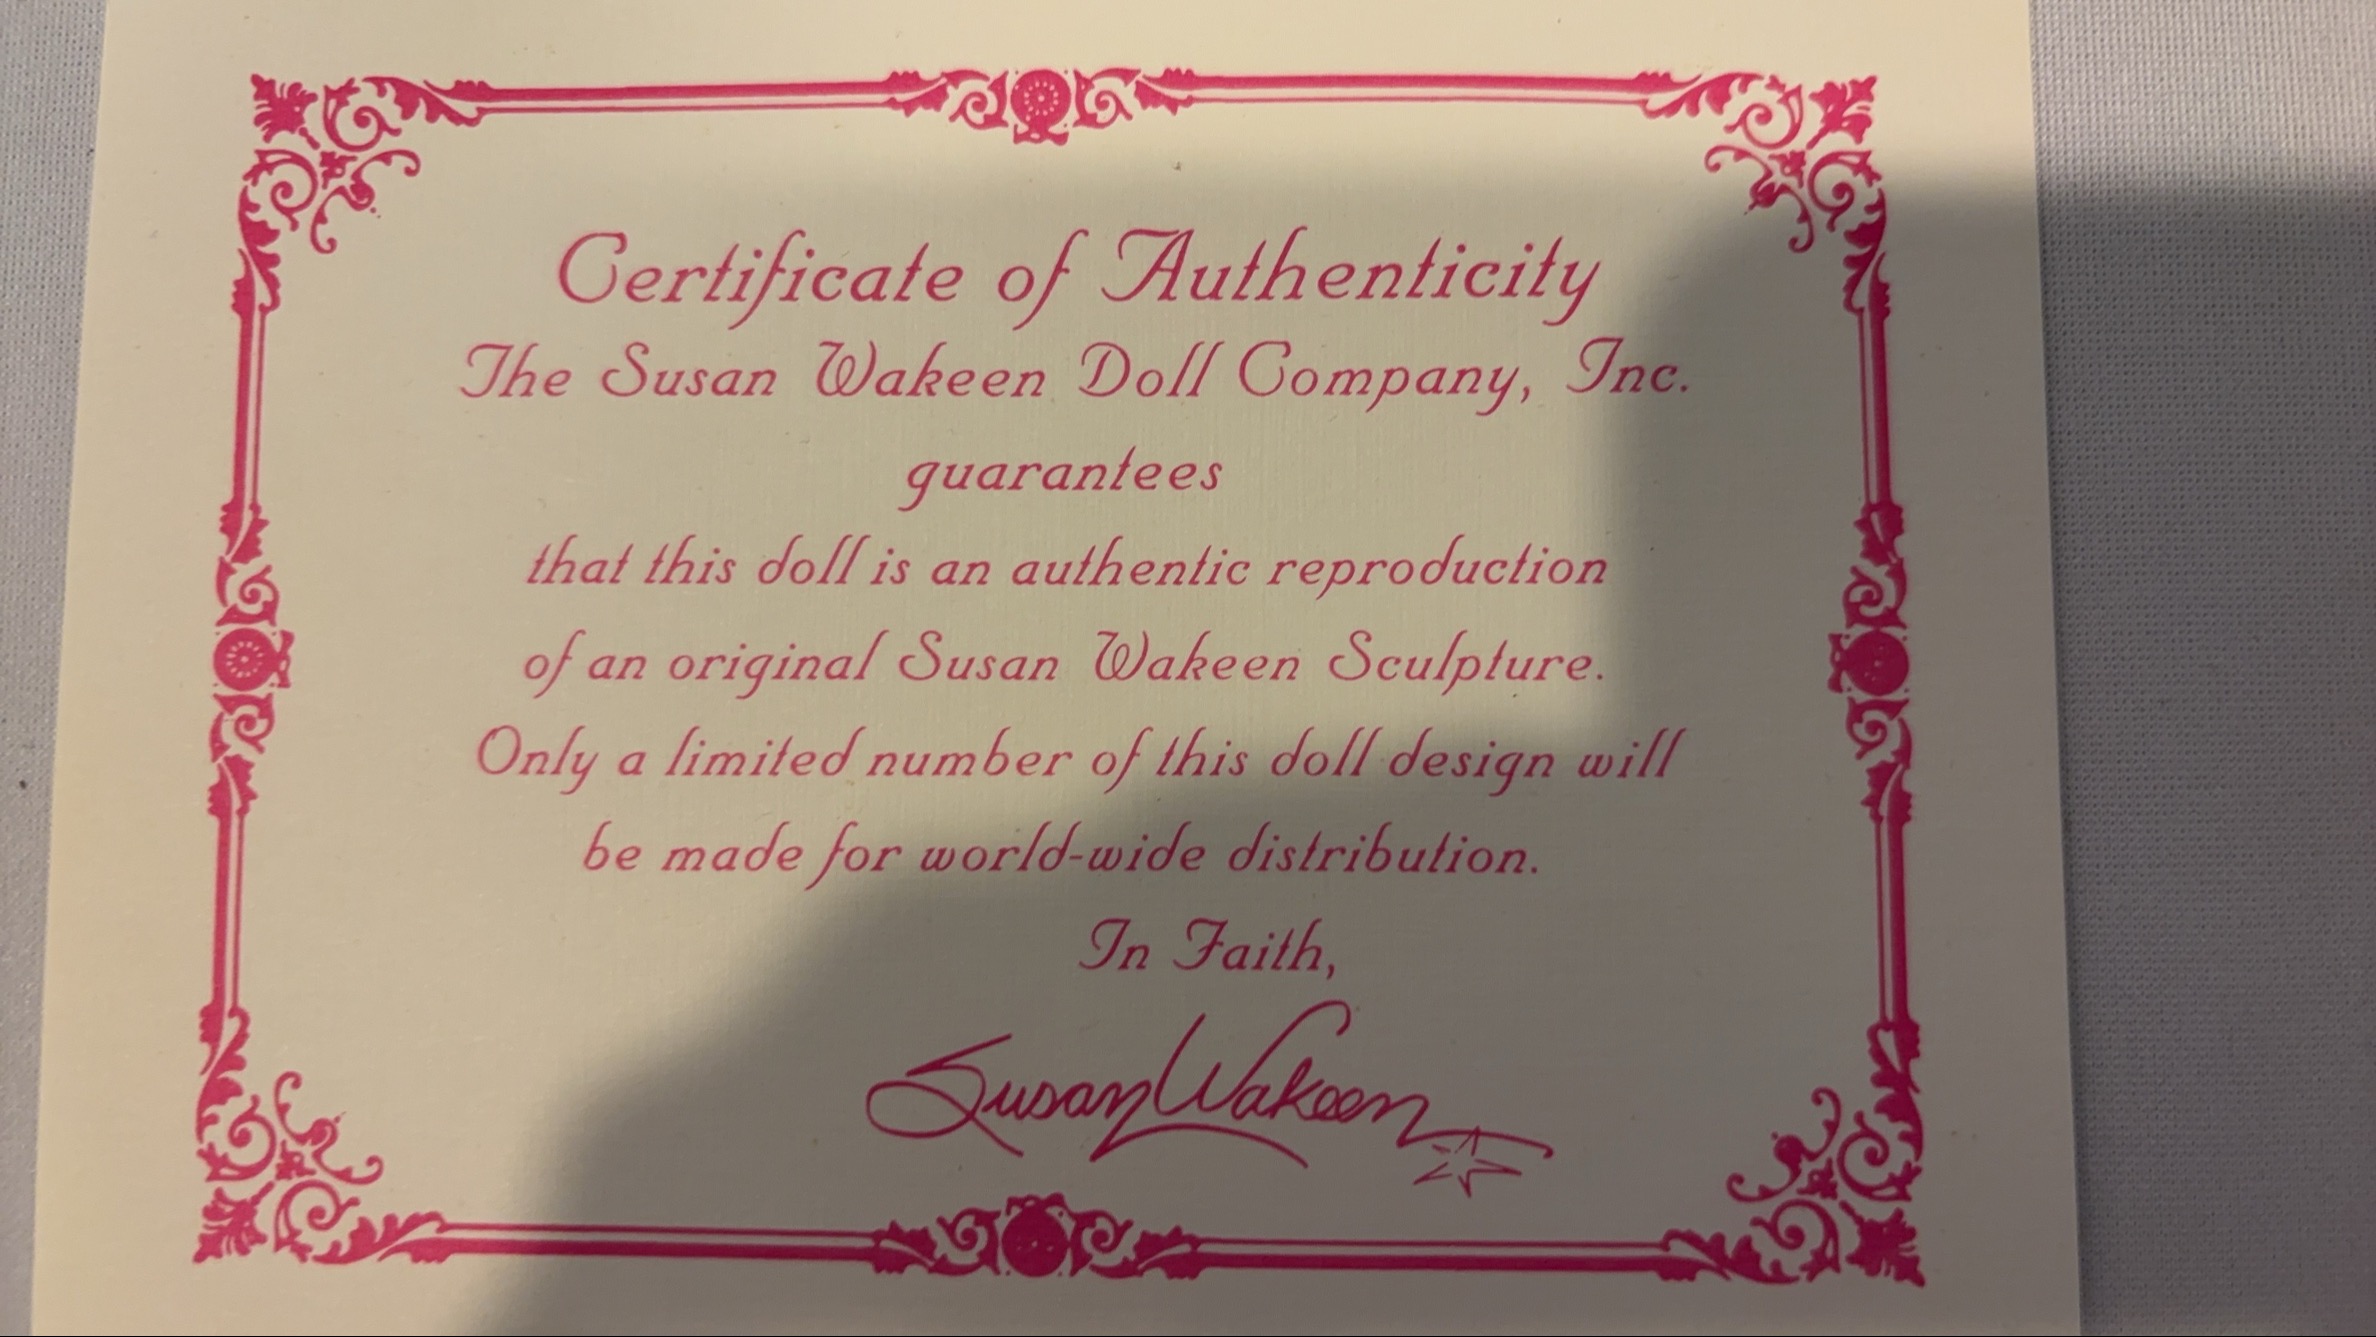 Certificate of Authenticity
The Susan Wakeen Doll Company, Inc.
guarantees
that this doll is an authentic reproduction
of an original Susan Wakeen Sculpture.
Only a limited number of this doll design will
be made for world-wide distribution.
In Faith,
Susan Wakeen